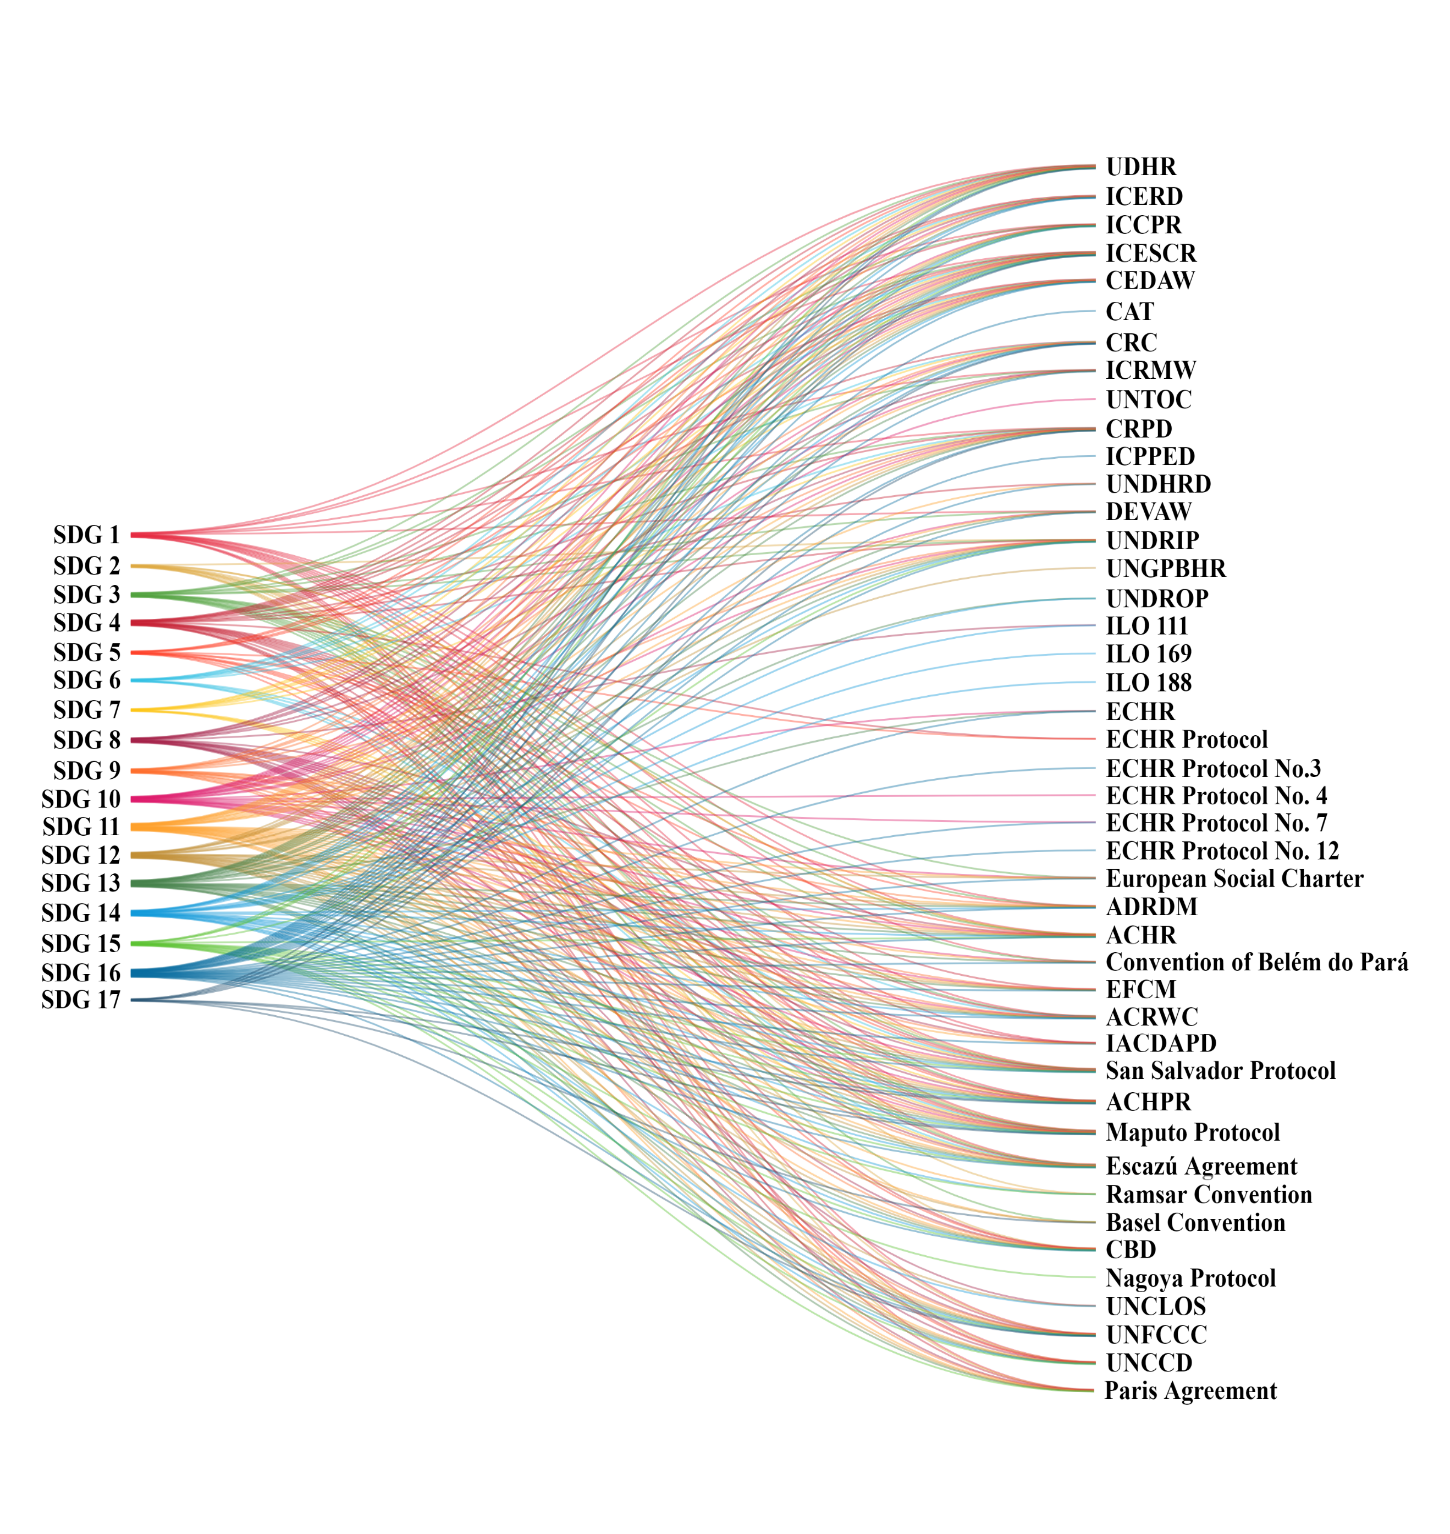 SDG 1
SDG 2
SDG 3
SDG 4
SDG 5
SDG 6
SDG 7
SDG 8
SDG 9
SDG 10
SDG 11
SDG 12
SDG 13
SDG 14
SDG 15
SDG 16
SDG 17
UDHR
ICERD
ICCPR
ICESCR
CEDAW
CAT
CRC
ICRMW
UNTOC
CRPD
ICPPED
UNDHRD
DEVAW
UNDRIP
UNGPBHR
UNDROP
ILO 111
ILO 169
ILO 188
ECHR
ECHR Protocol
ECHR Protocol No.3
ECHR Protocol No. 4
ECHR Protocol No. 7
ECHR Protocol No. 12
European Social Charter
ADRDM
ACHR
Convention of Belém do Pará
EFCM
ACRWC
IACDAPD
San Salvador Protocol
ACHPR
Maputo Protocol
Escazú Agreement
Ramsar Convention
Basel Convention
CBD
Nagoya Protocol
UNCLOS
UNFCCC
UNCCD
Paris Agreement